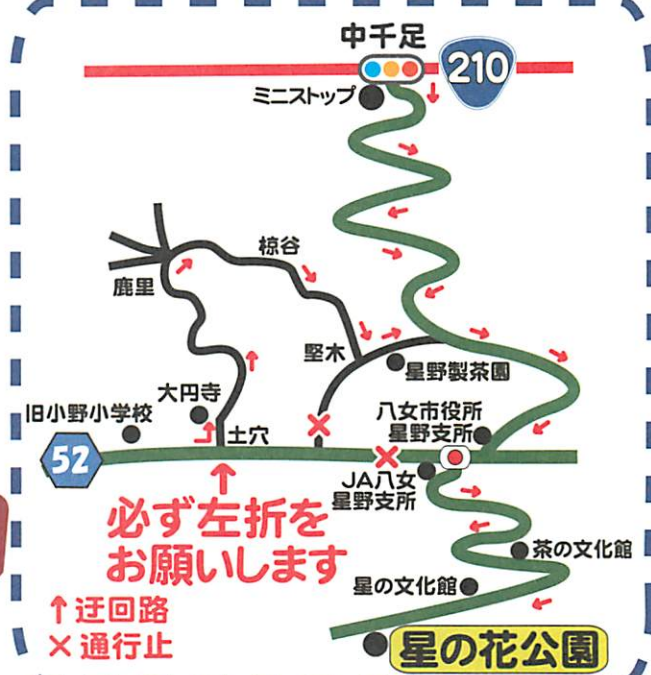 中千足
210
ミニストップ
椋谷
鹿里
堅木
星野製茶園
大円寺
旧小野小学校
八女市役所
星野支所
土穴
52
JA八女
星野支所
必ず左折を
お願いします
茶の文化館
星の文化館
↑迂回路
×通行止
星の花公園